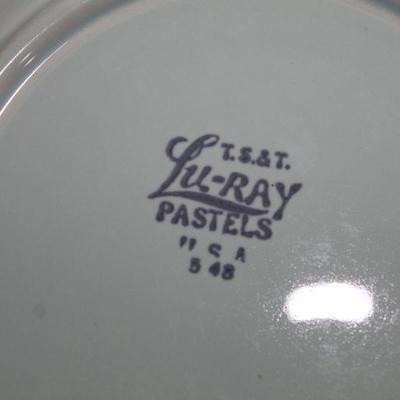 T.S.&T.
Lu-RAY
PASTELS
U S A
5 48